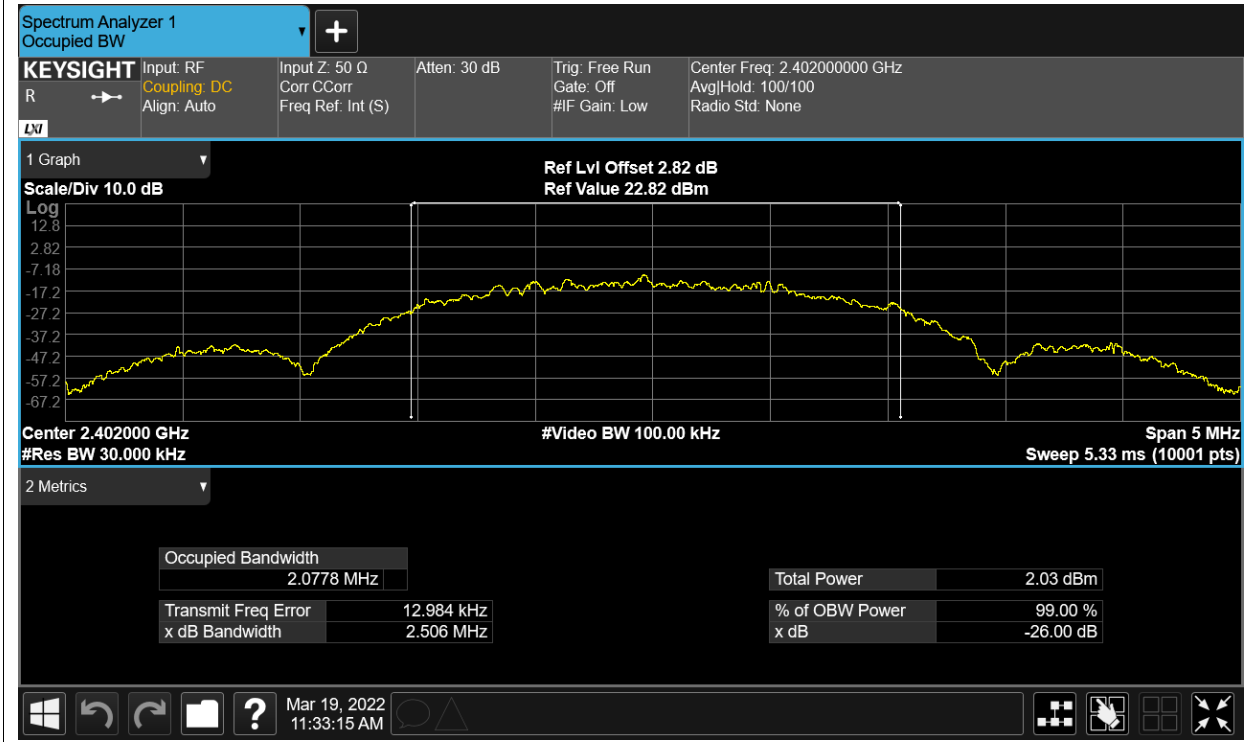 Spectrum Analyzer 1
Occupied BW
KEYSIGHT
R
LXI
Input: RF
Coupling: DC
Align: Auto
Input Z: 50 Ω
Corr CCorr
Freq Ref: Int (S)
Atten: 30 dB
Trig: Free Run
Gate: Off
#IF Gain: Low
Center Freq: 2.402000000 GHz
Avg|Hold: 100/100
Radio Std: None
1 Graph
Scale/Div 10.0 dB
Ref Lvl Offset 2.82 dB
Ref Value 22.82 dBm
Log
12.8
2.82
-7.18
-17.2
-27.2
-37.2
-47.2
-57.2
-67.2
Center 2.402000 GHz
#Video BW 100.00 kHz
Span 5 MHz
#Res BW 30.000 kHz
Sweep 5.33 ms (10001 pts)
2 Metrics
Occupied Bandwidth
2.0778 MHz
Total Power 2.03 dBm
Transmit Freq Error 12.984 kHz
% of OBW Power 99.00 %
x dB Bandwidth 2.506 MHz
x dB -26.00 dB
?
Mar 19, 2022
11:33:15 AM